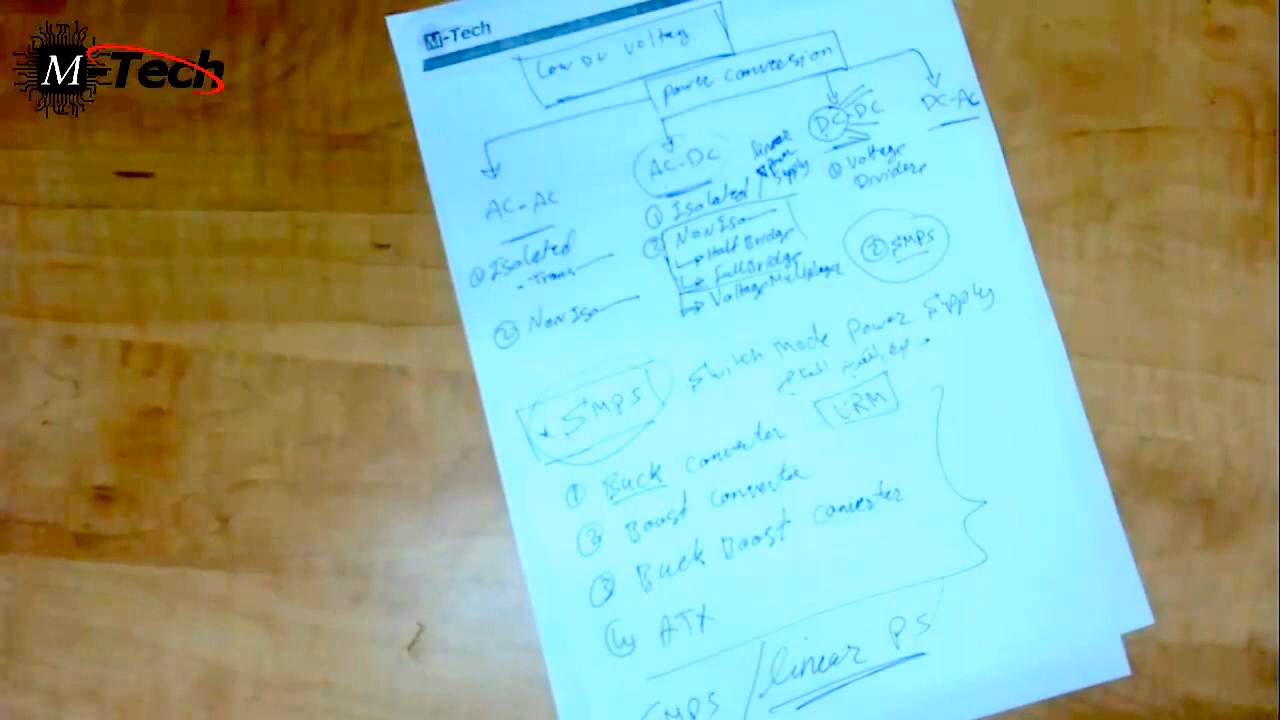 M-Tech
M-Tech
Low DC Voltag
Power conversion
AC-AC
① Isolated
- Trans
② Non Iso
AC-DC
Linear
Power
Supply
① Isolated
② Non Iso
↳ Half Bridge
↳ Full Bridge
↳ Voltage Multiplayer
DC-DC
① Voltage
Dividers
② SMPS
DC-AC
* SMPS
Switch Mode Power Supply
VRM
① Buck converter
② Boost converter
③ Buck Boost converter
④ ATX
SMPS / linear PS